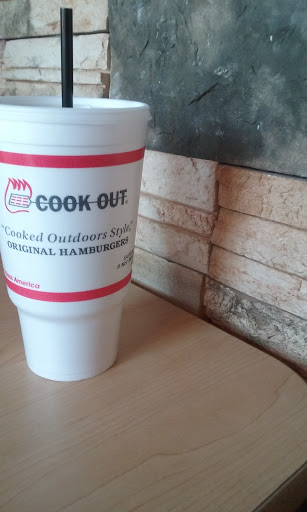 COOK OUT®
"Cooked Outdoors Style"
ORIGINAL HAMBURGERS
America